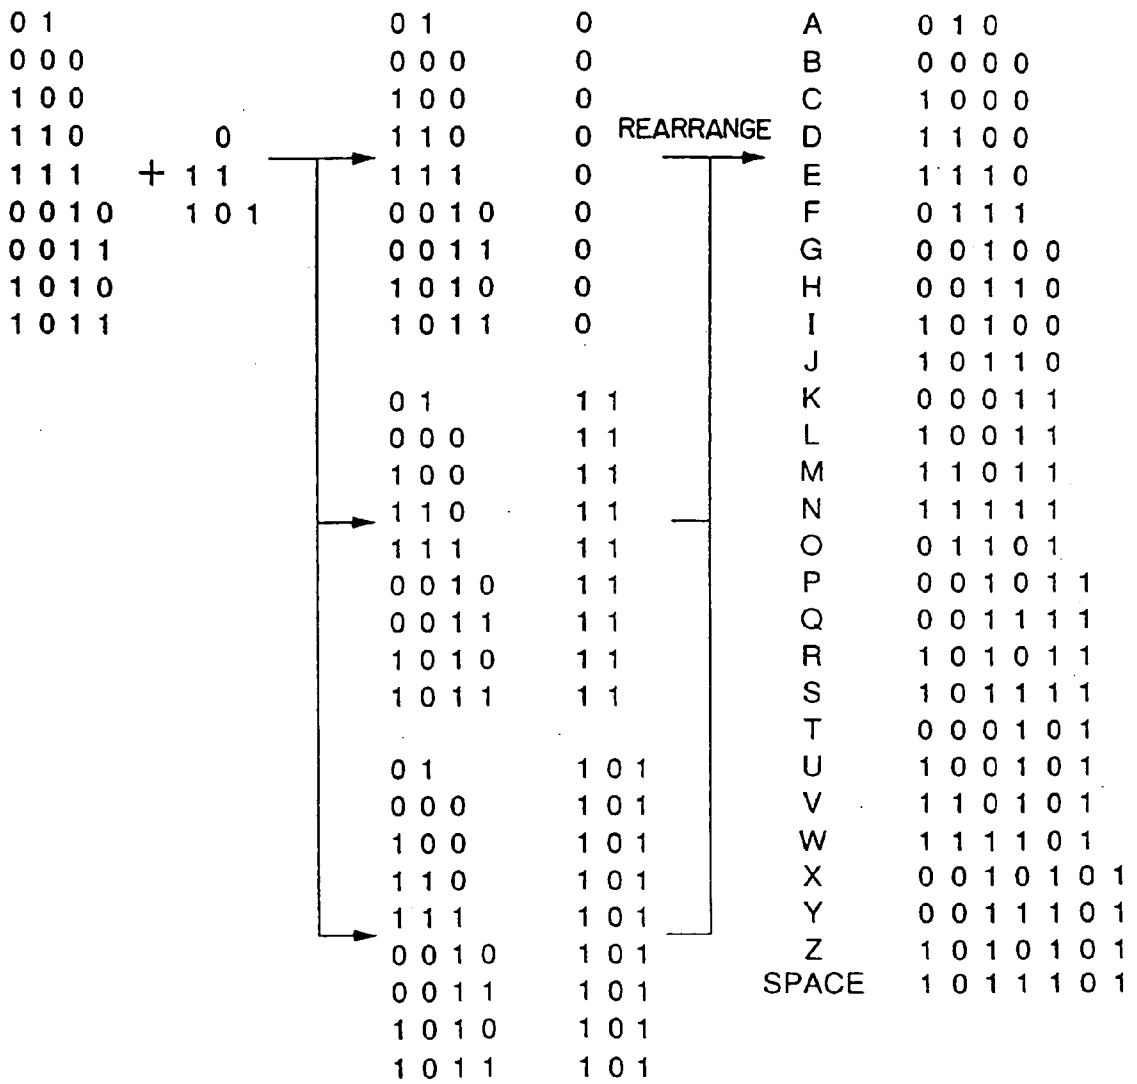 0 1
0 0 0
1 0 0
1 1 0
1 1 1
0 0 1 0
0 0 1 1
1 0 1 0
1 0 1 1
+
0
1 1
1 0 1
0 1 0
0 0 0 0
1 0 0 0
1 1 0 0
1 1 1 0
0 0 1 0 0
0 0 1 1 0
1 0 1 0 0
1 0 1 1 0
0 1 1 1
0 0 0 1 1
1 0 0 1 1
1 1 0 1 1
1 1 1 1 1
0 0 1 0 1 1
0 0 1 1 1 1
1 0 1 0 1 1
1 0 1 1 1 1
0 1 1 0 1
0 0 0 1 0 1
1 0 0 1 0 1
1 1 0 1 0 1
1 1 1 1 0 1
0 0 1 0 1 0 1
0 0 1 1 1 0 1
1 0 1 0 1 0 1
1 0 1 1 1 0 1
REARRANGE
A 0 1 0
B 0 0 0 0
C 1 0 0 0
D 1 1 0 0
E 1 1 1 0
F 0 1 1 1
G 0 0 1 0 0
H 0 0 1 1 0
I 1 0 1 0 0
J 1 0 1 1 0
K 0 0 0 1 1
L 1 0 0 1 1
M 1 1 0 1 1
N 1 1 1 1 1
O 0 1 1 0 1
P 0 0 1 0 1 1
Q 0 0 1 1 1 1
R 1 0 1 0 1 1
S 1 0 1 1 1 1
T 0 0 0 1 0 1
U 1 0 0 1 0 1
V 1 1 0 1 0 1
W 1 1 1 1 0 1
X 0 0 1 0 1 0 1
Y 0 0 1 1 1 0 1
Z 1 0 1 0 1 0 1
SPACE 1 0 1 1 1 0 1